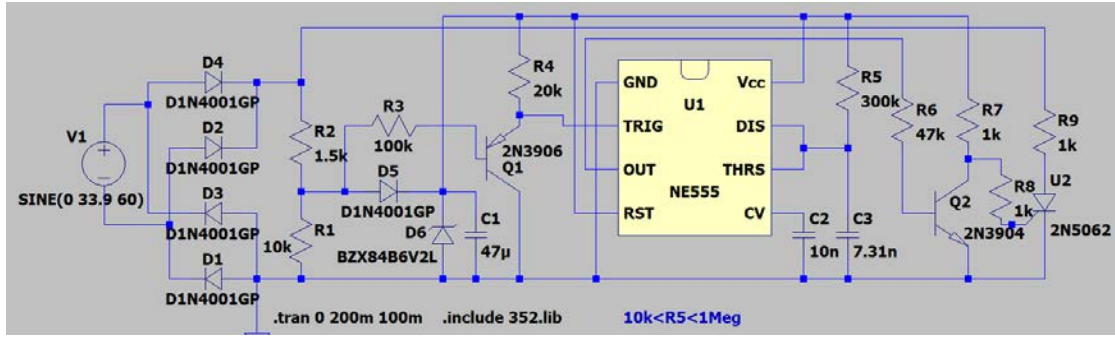 D4
D1N4001GP
D2
D1N4001GP
V1
SINE(0 33.9 60)
D3
D1N4001GP
D1
D1N4001GP
R2
1.5k
R1
10k
R3
100k
D5
D1N4001GP
D6
BZX84B6V2L
C1
47µ
R4
20k
2N3906
Q1
GND
Vcc
U1
TRIG
DIS
OUT
THRS
NE555
RST
CV
C2
10n
C3
7.31n
R5
300k
R6
47k
R7
1k
R9
1k
R8
1k
U2
2N5062
Q2
2N3904
.tran 0 200m 100m
.include 352.lib
10k<R5<1Meg